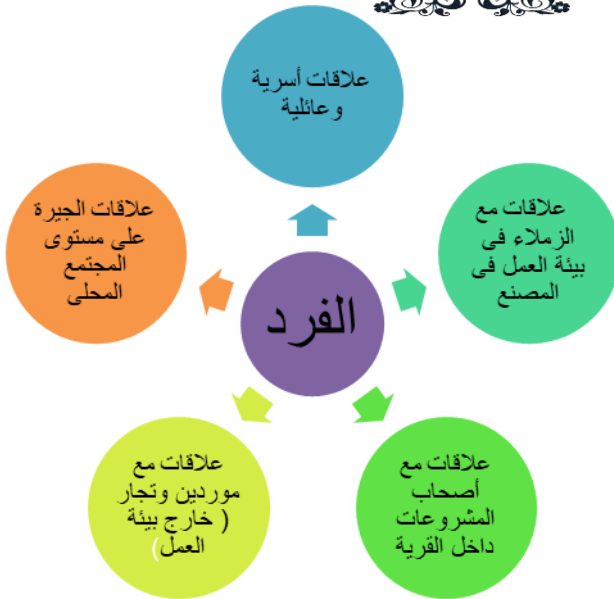 علاقات أسرية
وعائلية
علاقات مع
الزملاء فى
بيئة العمل فى
المصنع
علاقات مع
أصحاب
المشروعات
داخل القرية
علاقات مع
موردين وتجار
( خارج بيئة
العمل)
علاقات الجيرة
على مستوى
المجتمع
المحلى
الفرد